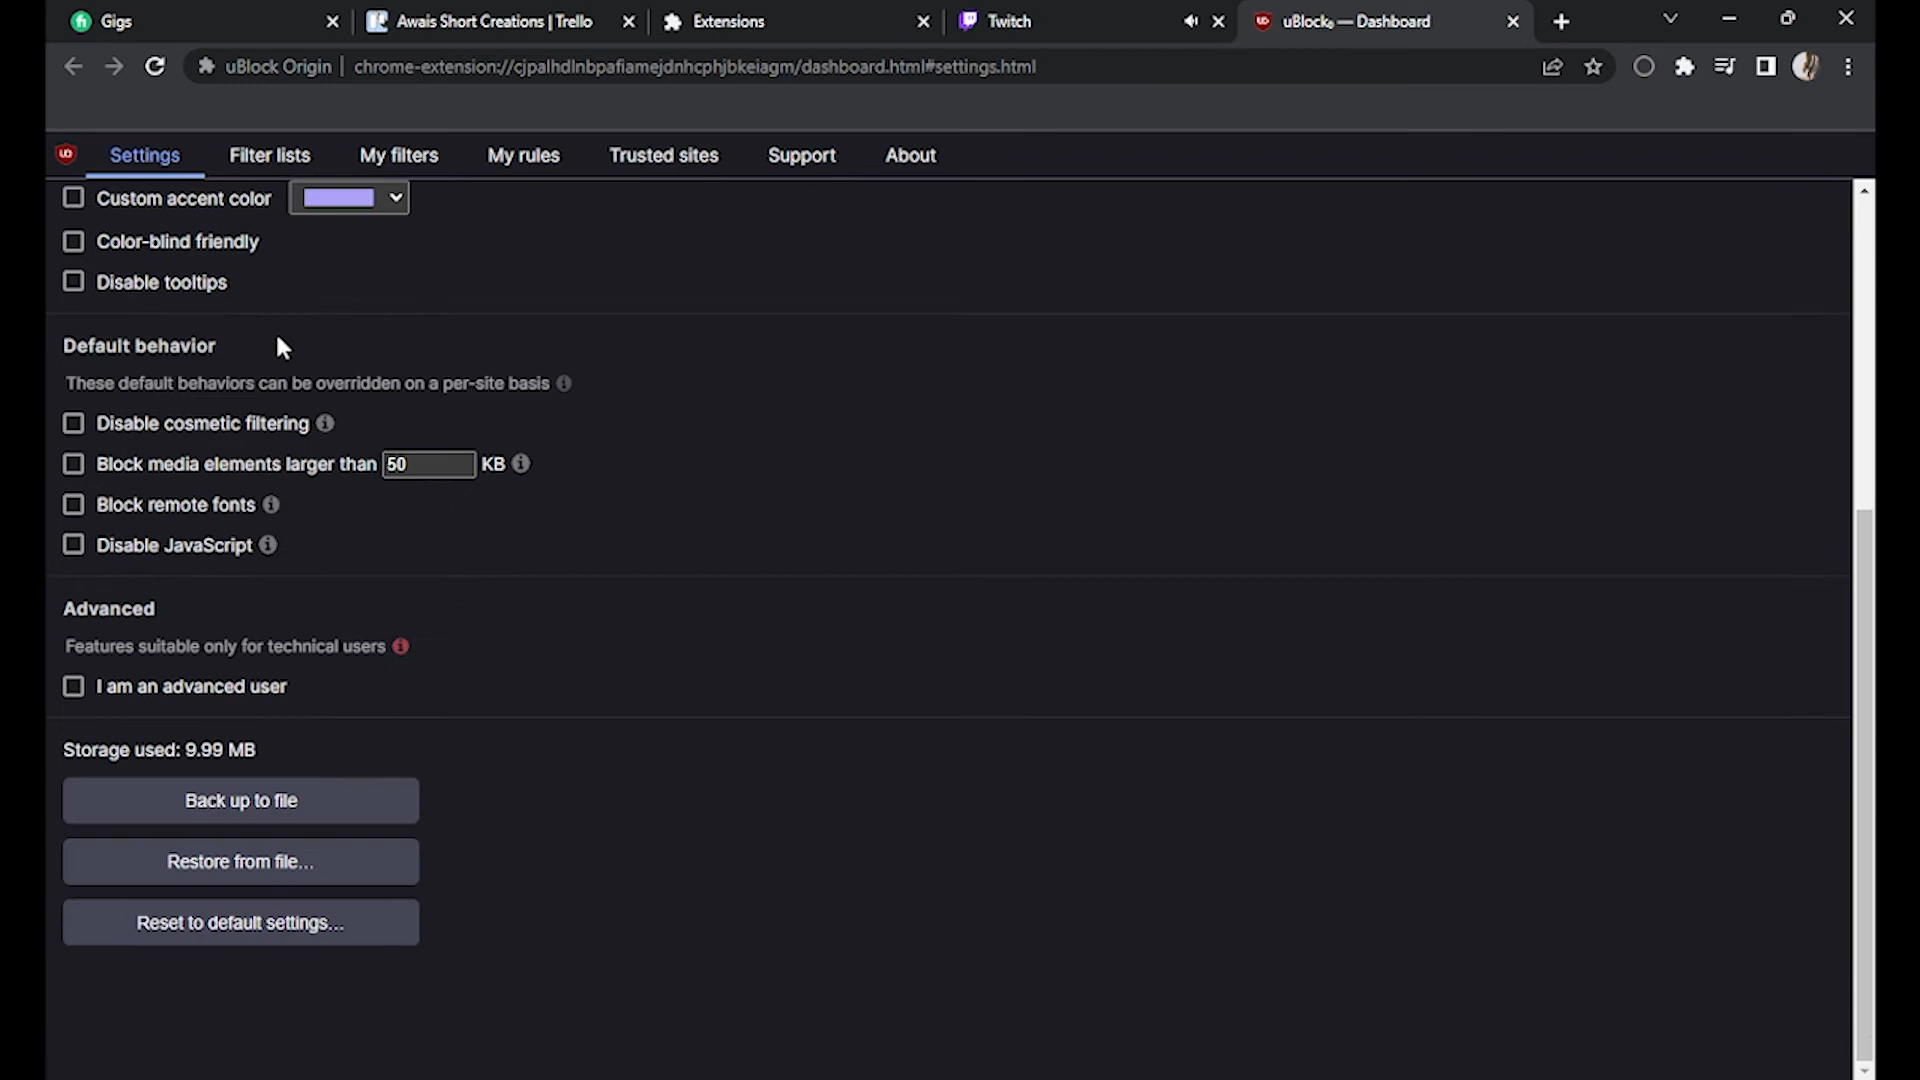 Gigs
Awais Short Creations | Trello
Extensions
Twitch
uBlock₀ — Dashboard
uBlock Origin
chrome-extension://cjpalhdlnbpafiamejdnhcphjbkeiagm/dashboard.html#settings.html
Settings
Filter lists
My filters
My rules
Trusted sites
Support
About
Custom accent color
Color-blind friendly
Disable tooltips
Default behavior
These default behaviors can be overridden on a per-site basis
Disable cosmetic filtering
Block media elements larger than 50 KB
Block remote fonts
Disable JavaScript
Advanced
Features suitable only for technical users
I am an advanced user
Storage used: 9.99 MB
Back up to file
Restore from file…
Reset to default settings…